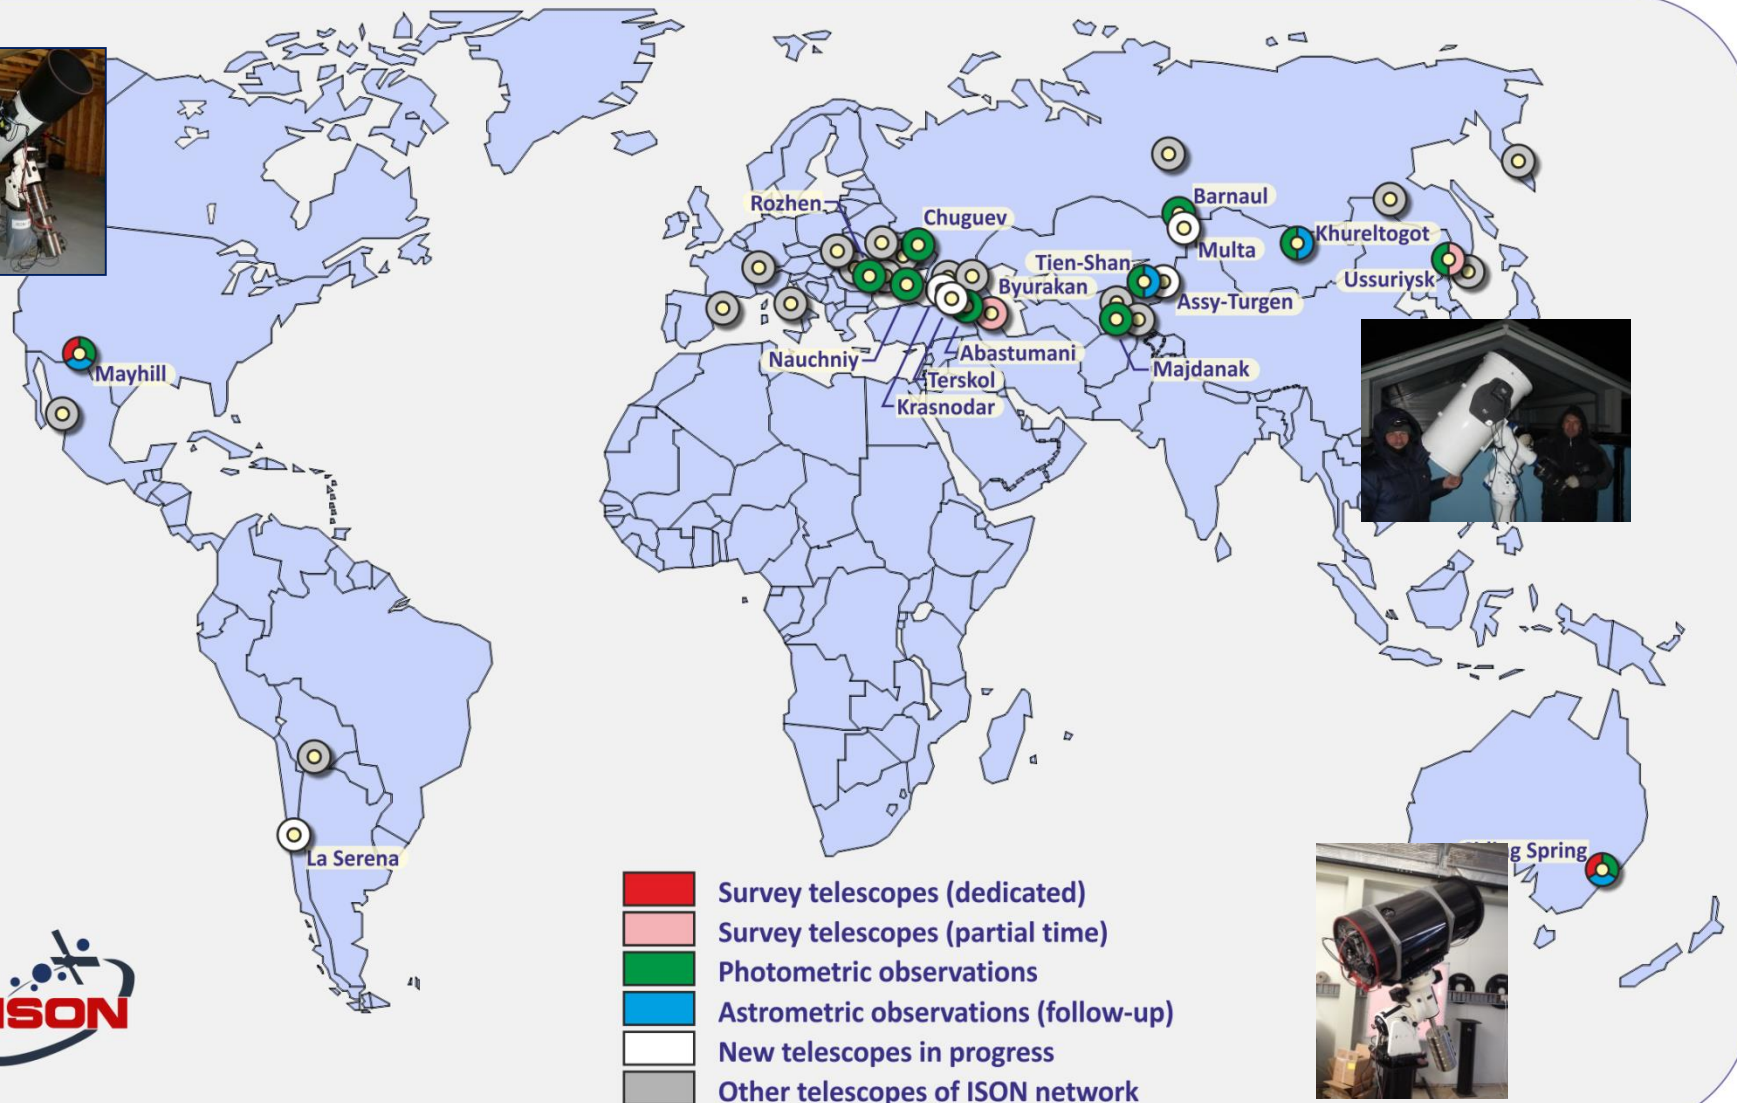 Rozhen
Chuguev
Barnaul
Khureltogot
Multa
Tien-Shan
Byurakan
Ussuriysk
Assy-Turgen
Mayhill
Nauchniy
Abastumani
Majdanak
Terskol
Krasnodar
La Serena
Spring
Survey telescopes (dedicated)
Survey telescopes (partial time)
Photometric observations
Astrometric observations (follow-up)
New telescopes in progress
Other telescopes of ISON network
ISON